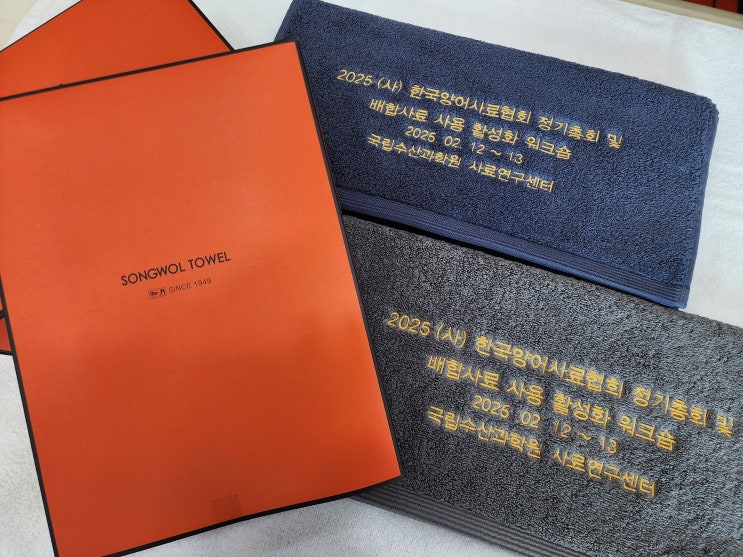 SONGWOL TOWEL
SINCE 1949
2025 (사) 한국양어사료협회 정기총회 및
배합사료 사용 활성화 워크숍
2025 02 12 ~ 13
국립수산과학원 사료연구센터
2025 (사) 한국양어사료협회 정기총회 및
배합사료 사용 활성화 워크숍
2025 02 12 ~ 13
국립수산과학원 사료연구센터